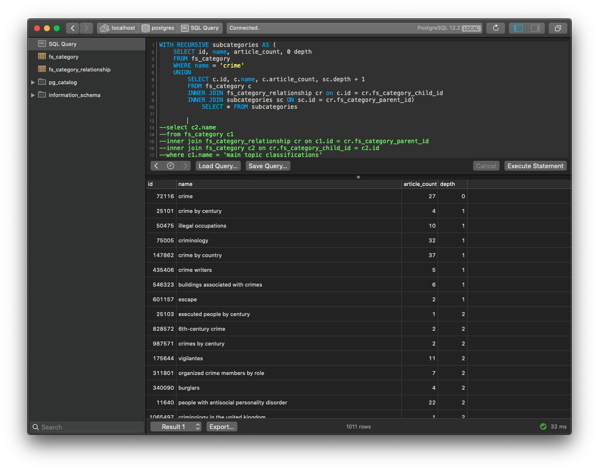 localhost postgres SQL Query Connected. PostgreSQL 12.2 LOCAL
SQL Query
fs_category
fs_category_relationship
pg_catalog
information_schema
1 WITH RECURSIVE subcategories AS (
2 SELECT id, name, article_count, 0 depth
3 FROM fs_category
4 WHERE name = 'crime'
5 UNION
6 SELECT c.id, c.name, c.article_count, sc.depth + 1
7 FROM fs_category c
8 INNER JOIN fs_category_relationship cr on c.id = cr.fs_category_child_id
9 INNER JOIN subcategories sc ON sc.id = cr.fs_category_parent_id)
10 SELECT * FROM subcategories
11
12
13 --select c2.name
14 --from fs_category c1
15 --inner join fs_category_relationship cr on c1.id = cr.fs_category_parent_id
16 --inner join fs_category c2 on cr.fs_category_child_id = c2.id
17 --where c1.name = 'main topic classifications'
Load Query... Save Query... Cancel Execute Statement
id name article_count depth
72116 crime 27 0
25101 crime by century 4 1
50475 illegal occupations 10 1
75005 criminology 32 1
147862 crime by country 37 1
435406 crime writers 5 1
546323 buildings associated with crimes 6 1
601157 escape 2 1
25103 executed people by century 1 2
828572 6th-century crime 2 2
987571 crimes by century 2 2
175644 vigilantes 11 2
311801 organized crime members by role 7 2
340090 burglars 4 2
11640 people with antisocial personality disorder 22 2
1065497 criminology in the united kingdom 1 2
Search Result 1 Export... 1011 rows 32 ms